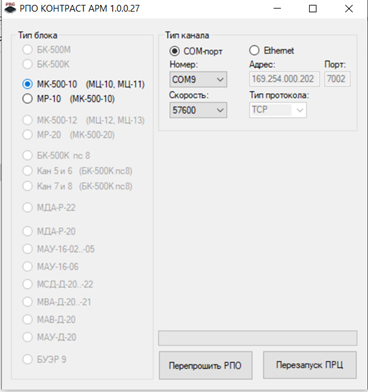 РПО КОНТРАСТ АРМ 1.0.0.27
Тип блока
БК-500М
БК-500К
МК-500-10 (МЦ-10, МЦ-11)
МР-10 (МК-500-10)
МК-500-12 (МЦ-12, МЦ-13)
МР-20 (МК-500-20)
БК-500К пс 8
Кан 5 и 6 (БК-500К пс8)
Кан 7 и 8 (БК-500К пс8)
МДА-Р-22
МДА-Р-20
МАУ-16-02..-05
МАУ-16-06
МСД-Д-20..-22
МВА-Д-20..-21
МАВ-Д-20
МАУ-Д-20
БУЭР 9
Тип канала
COM-порт Ethernet
Номер: Адрес: Порт:
COM9 169.254.000.202 7002
Скорость: Тип протокола:
57600 TCP
Перепрошить РПО Перезапуск ПРЦ